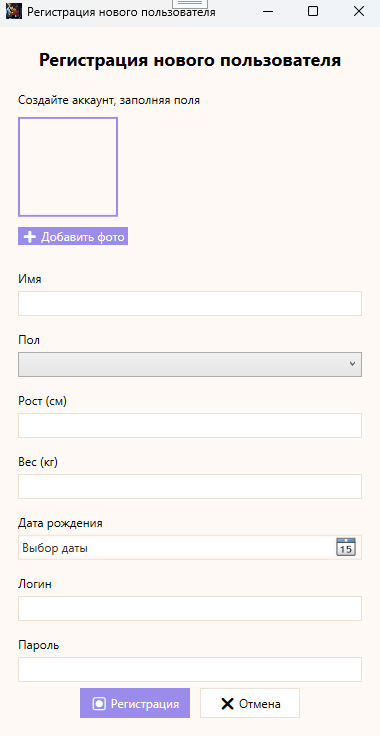 Регистрация нового пользователя
Регистрация нового пользователя
Создайте аккаунт, заполняя поля
Добавить фото
Имя
Пол
Рост (см)
Вес (кг)
Дата рождения
Выбор даты
15
Логин
Пароль
Регистрация
Отмена